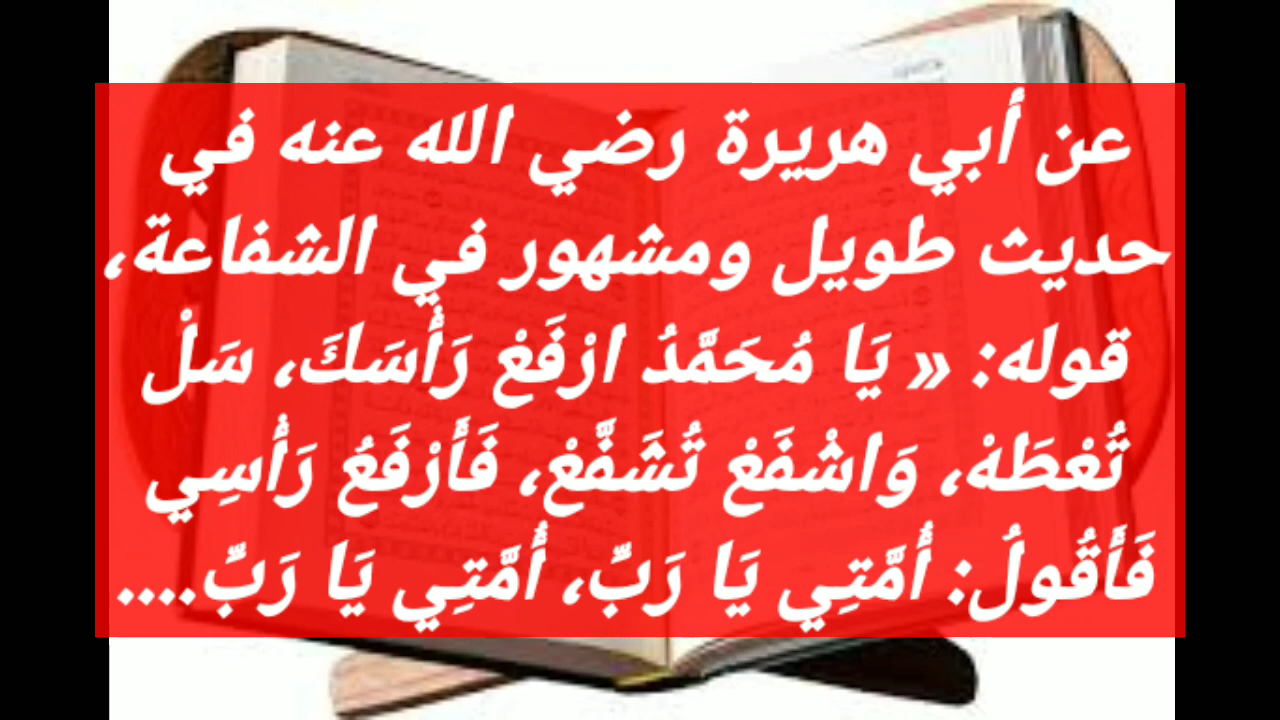 عن أبي هريرة رضي الله عنه في
حديث طويل ومشهور في الشفاعة،
قوله: « يَا مُحَمَّدُ ارْفَعْ رَأْسَكَ، سَلْ
تُعْطَهْ، وَاشْفَعْ تُشَفَّعْ، فَأَرْفَعُ رَأْسِي
فَأَقُولُ: أُمَّتِي يَا رَبِّ، أُمَّتِي يَا رَبِّ....